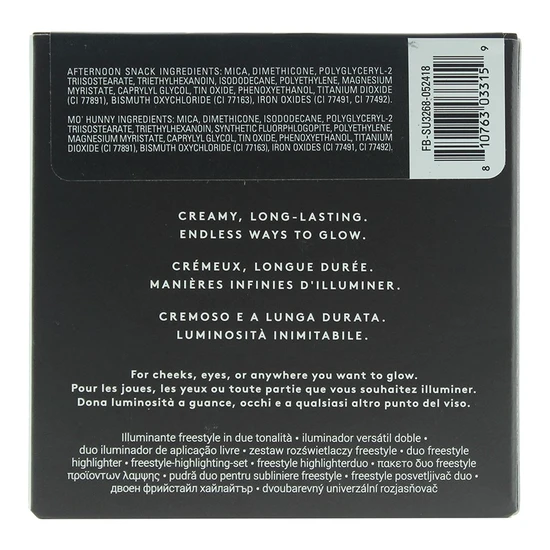 AFTERNOON SNACK INGREDIENTS: MICA, DIMETHICONE, POLYGLYCERYL-2
TRIISOSTEARATE, TRIETHYLHEXANOIN, ISODODECANE, POLYETHYLENE, MAGNESIUM
MYRISTATE, CAPRYLYL GLYCOL, TIN OXIDE, PHENOXYETHANOL, TITANIUM DIOXIDE
(CI 77891), BISMUTH OXYCHLORIDE (CI 77163), IRON OXIDES (CI 77491, CI 77492).
MO' HUNNY INGREDIENTS: MICA, DIMETHICONE, ISODODECANE, POLYGLYCERYL-2
TRIISOSTEARATE, TRIETHYLHEXANOIN, SYNTHETIC FLUORPHLOGOPITE, POLYETHYLENE,
MAGNESIUM MYRISTATE, CAPRYLYL GLYCOL, TIN OXIDE, PHENOXYETHANOL, TITANIUM
DIOXIDE (CI 77891), BISMUTH OXYCHLORIDE (CI 77163), IRON OXIDES (CI 77491, CI 77492).
FB-SU3268-052418
8 10763 03315 9
CREAMY, LONG-LASTING.
ENDLESS WAYS TO GLOW.
CRÉMEUX, LONGUE DURÉE.
MANIÈRES INFINIES D'ILLUMINER.
CREMOSO E A LUNGA DURATA.
LUMINOSITÀ INIMITABILE.
For cheeks, eyes, or anywhere you want to glow.
Pour les joues, les yeux ou toute partie que vous souhaitez illuminer.
Dona luminosità a guance, occhi e a qualsiasi altro punto del viso.
Illuminante freestyle in due tonalità • iluminador versátil doble •
duo iluminador de aplicação livre • zestaw rozświetlaczy freestyle • duo freestyle
highlighter • freestyle-highlighting-set • freestyle highlighterduo • πακετο δυο freestyle
προϊοντων λαμψης • pudră duo pentru subliniere freestyle • freestyle posvetljivač duo •
двоен фрийстайл хайлайтър • dvoubarevný univerzální rozjasňovač